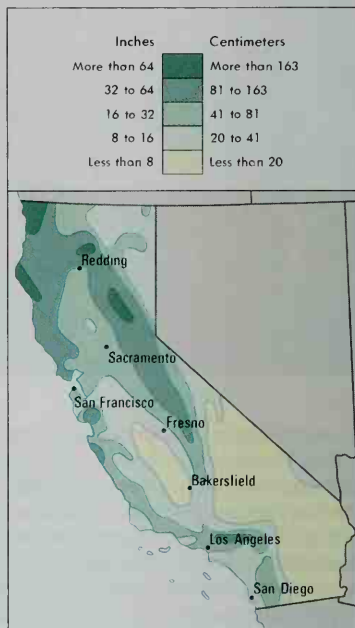 Inches Centimeters
More than 64 More than 163
32 to 64 81 to 163
16 to 32 41 to 81
8 to 16 20 to 41
Less than 8 Less than 20
Redding
Sacramento
San Francisco
Fresno
Bakersfield
Los Angeles
San Diego